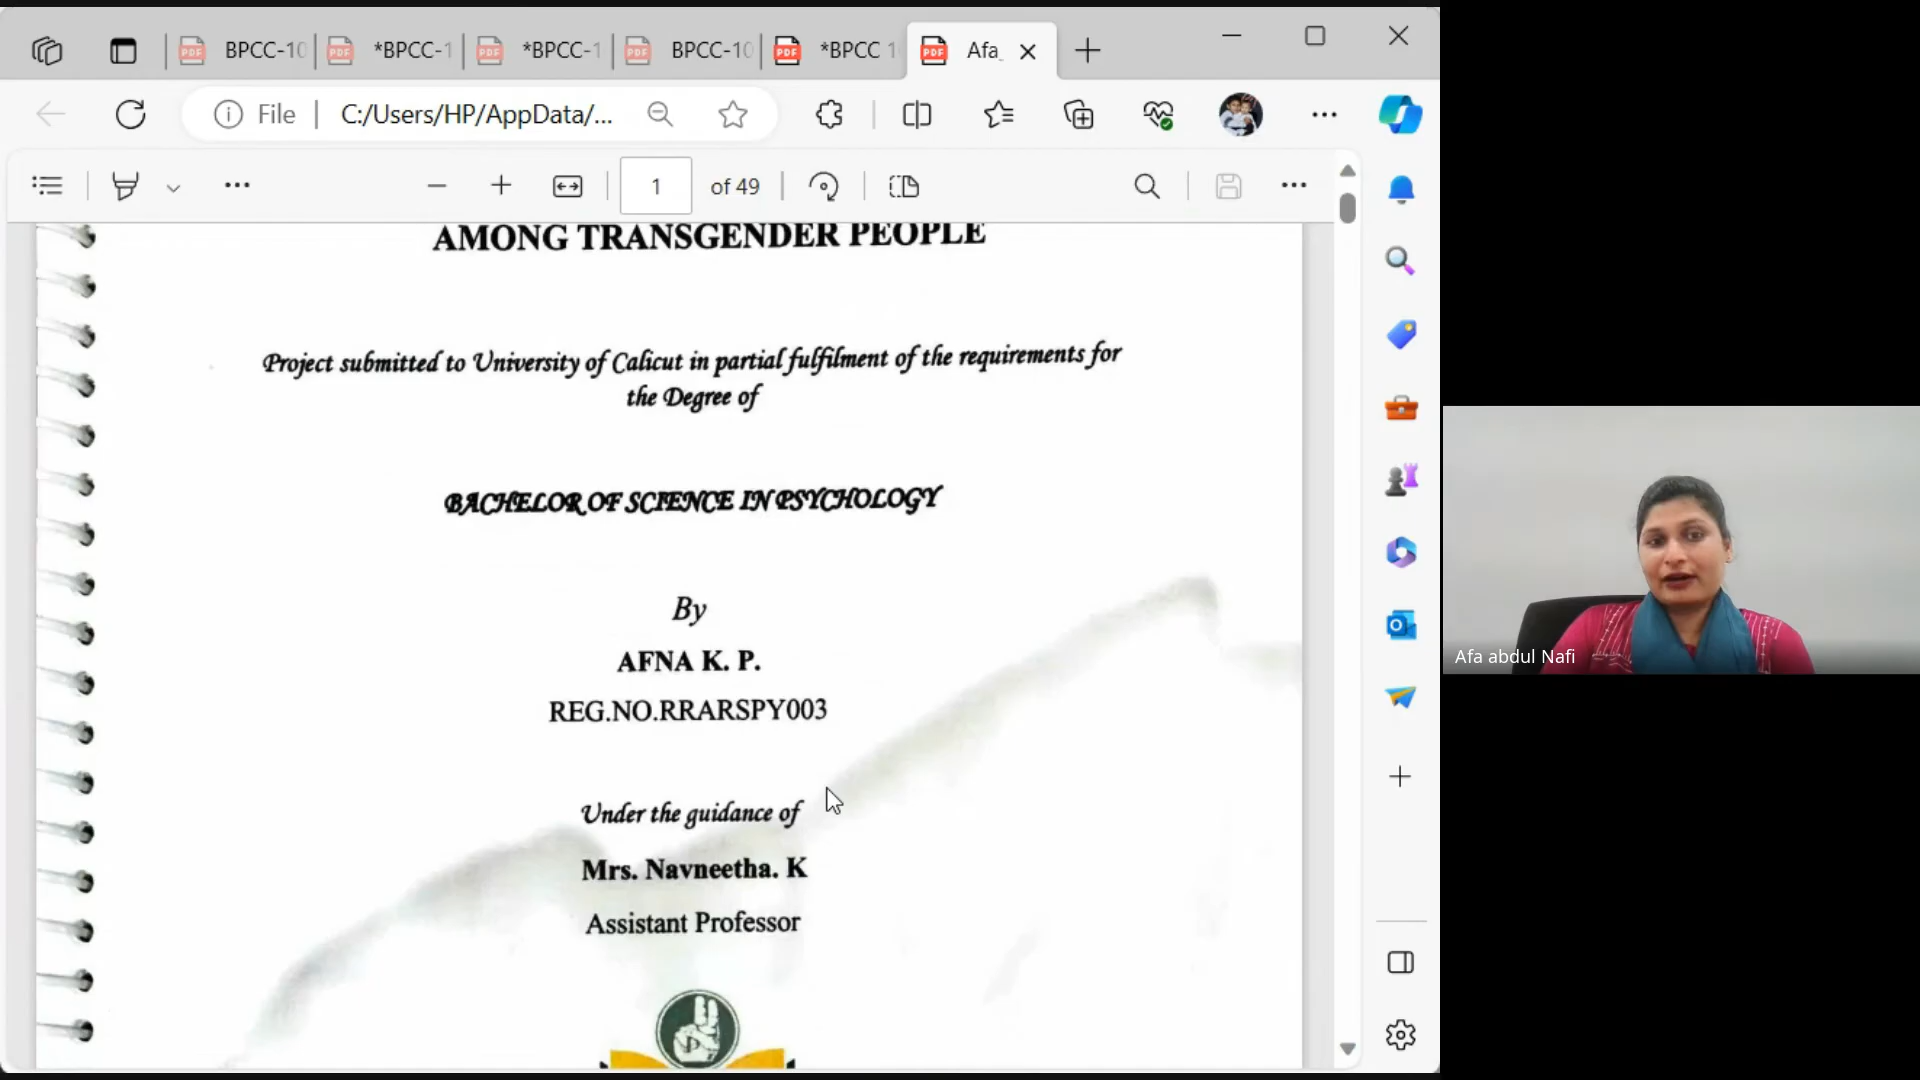 BPCC-10
*BPCC-1
*BPCC-1
BPCC-10
*BPCC 1
Afa_
File
C:/Users/HP/AppData/...
1
of 49
AMONG TRANSGENDER PEOPLE
Project submitted to University of Calicut in partial fulfilment of the requirements for
the Degree of
BACHELOR OF SCIENCE IN PSYCHOLOGY
By
AFNA K. P.
REG.NO.RRARSPY003
Under the guidance of
Mrs. Navneetha. K
Assistant Professor
Afa abdul Nafi